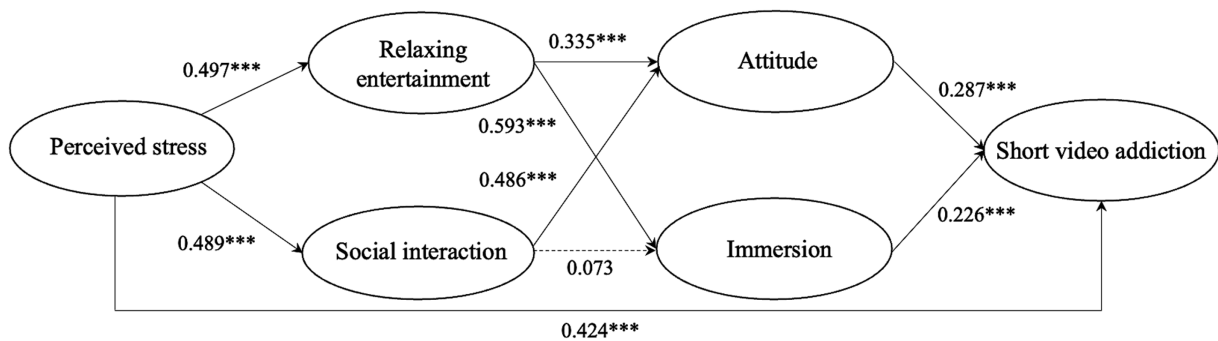 0.335***
Relaxing
entertainment
Attitude
0.497***
0.287***
0.593***
Perceived stress
Short video addiction
0.486***
0.226***
0.489***
Social interaction
Immersion
0.073
0.424***